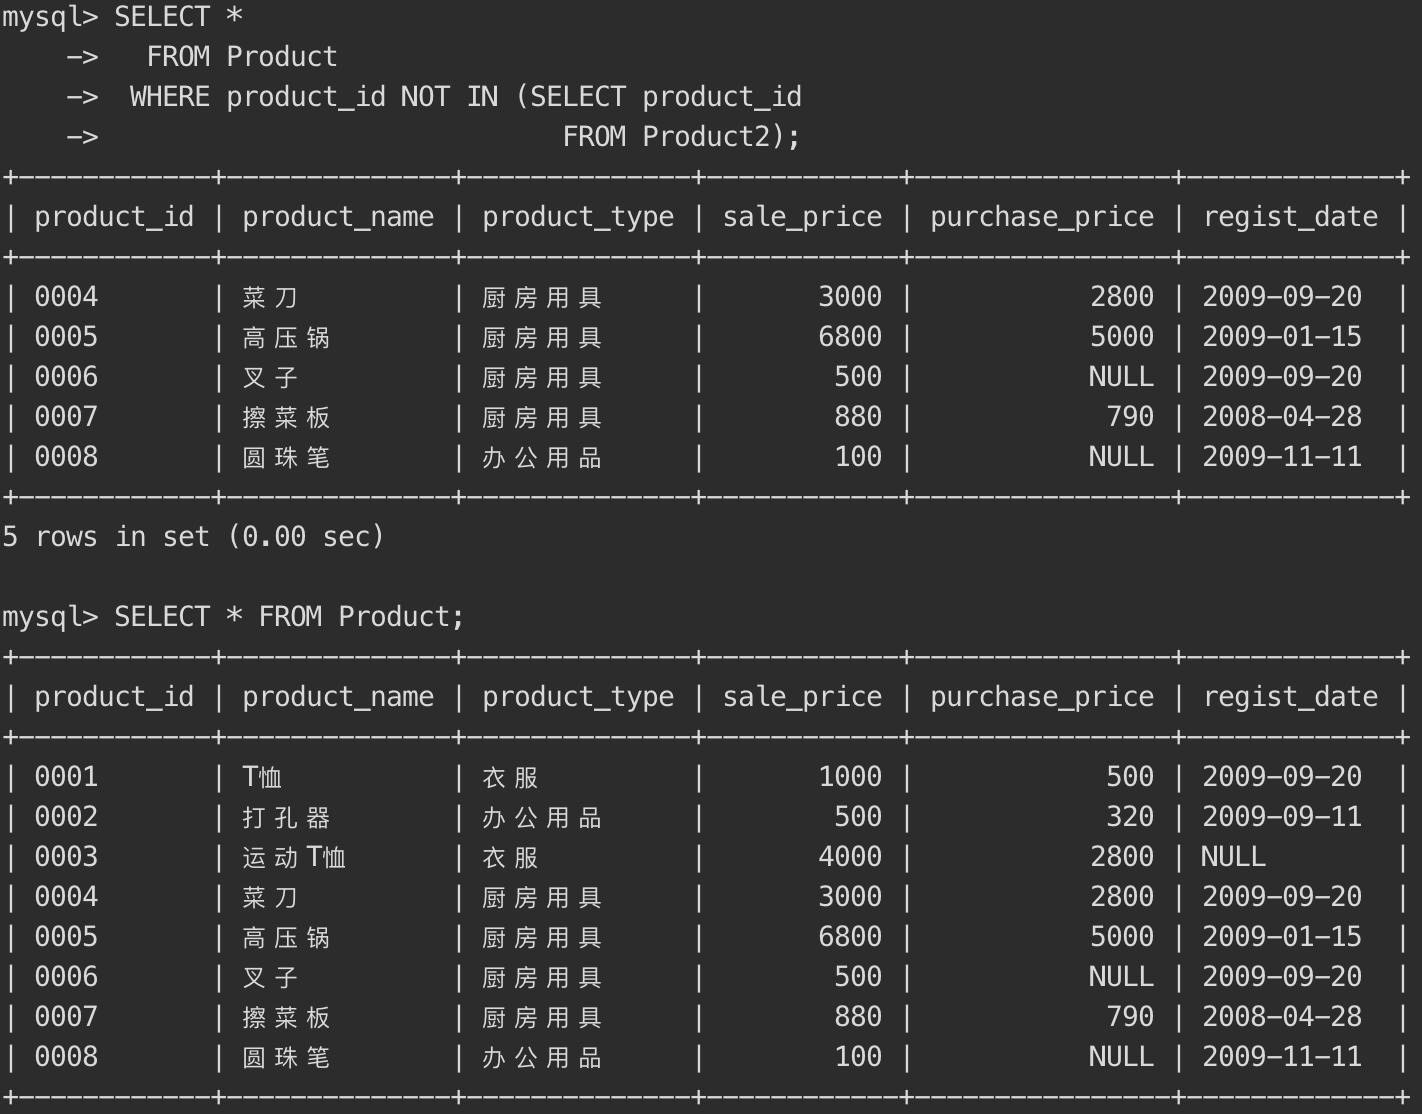 mysql> SELECT *
    ->   FROM Product
    ->  WHERE product_id NOT IN (SELECT product_id
    ->                             FROM Product2);
+------------+--------------+--------------+------------+----------------+-------------+
| product_id | product_name | product_type | sale_price | purchase_price | regist_date |
+------------+--------------+--------------+------------+----------------+-------------+
| 0004       | 菜刀         | 厨房用具     |       3000 |           2800 | 2009-09-20  |
| 0005       | 高压锅       | 厨房用具     |       6800 |           5000 | 2009-01-15  |
| 0006       | 叉子         | 厨房用具     |        500 |           NULL | 2009-09-20  |
| 0007       | 擦菜板       | 厨房用具     |        880 |            790 | 2008-04-28  |
| 0008       | 圆珠笔       | 办公用品     |        100 |           NULL | 2009-11-11  |
+------------+--------------+--------------+------------+----------------+-------------+
5 rows in set (0.00 sec)

mysql> SELECT * FROM Product;
+------------+--------------+--------------+------------+----------------+-------------+
| product_id | product_name | product_type | sale_price | purchase_price | regist_date |
+------------+--------------+--------------+------------+----------------+-------------+
| 0001       | T恤          | 衣服         |       1000 |            500 | 2009-09-20  |
| 0002       | 打孔器       | 办公用品     |        500 |            320 | 2009-09-11  |
| 0003       | 运动T恤      | 衣服         |       4000 |           2800 | NULL        |
| 0004       | 菜刀         | 厨房用具     |       3000 |           2800 | 2009-09-20  |
| 0005       | 高压锅       | 厨房用具     |       6800 |           5000 | 2009-01-15  |
| 0006       | 叉子         | 厨房用具     |        500 |           NULL | 2009-09-20  |
| 0007       | 擦菜板       | 厨房用具     |        880 |            790 | 2008-04-28  |
| 0008       | 圆珠笔       | 办公用品     |        100 |           NULL | 2009-11-11  |
+------------+--------------+--------------+------------+----------------+-------------+